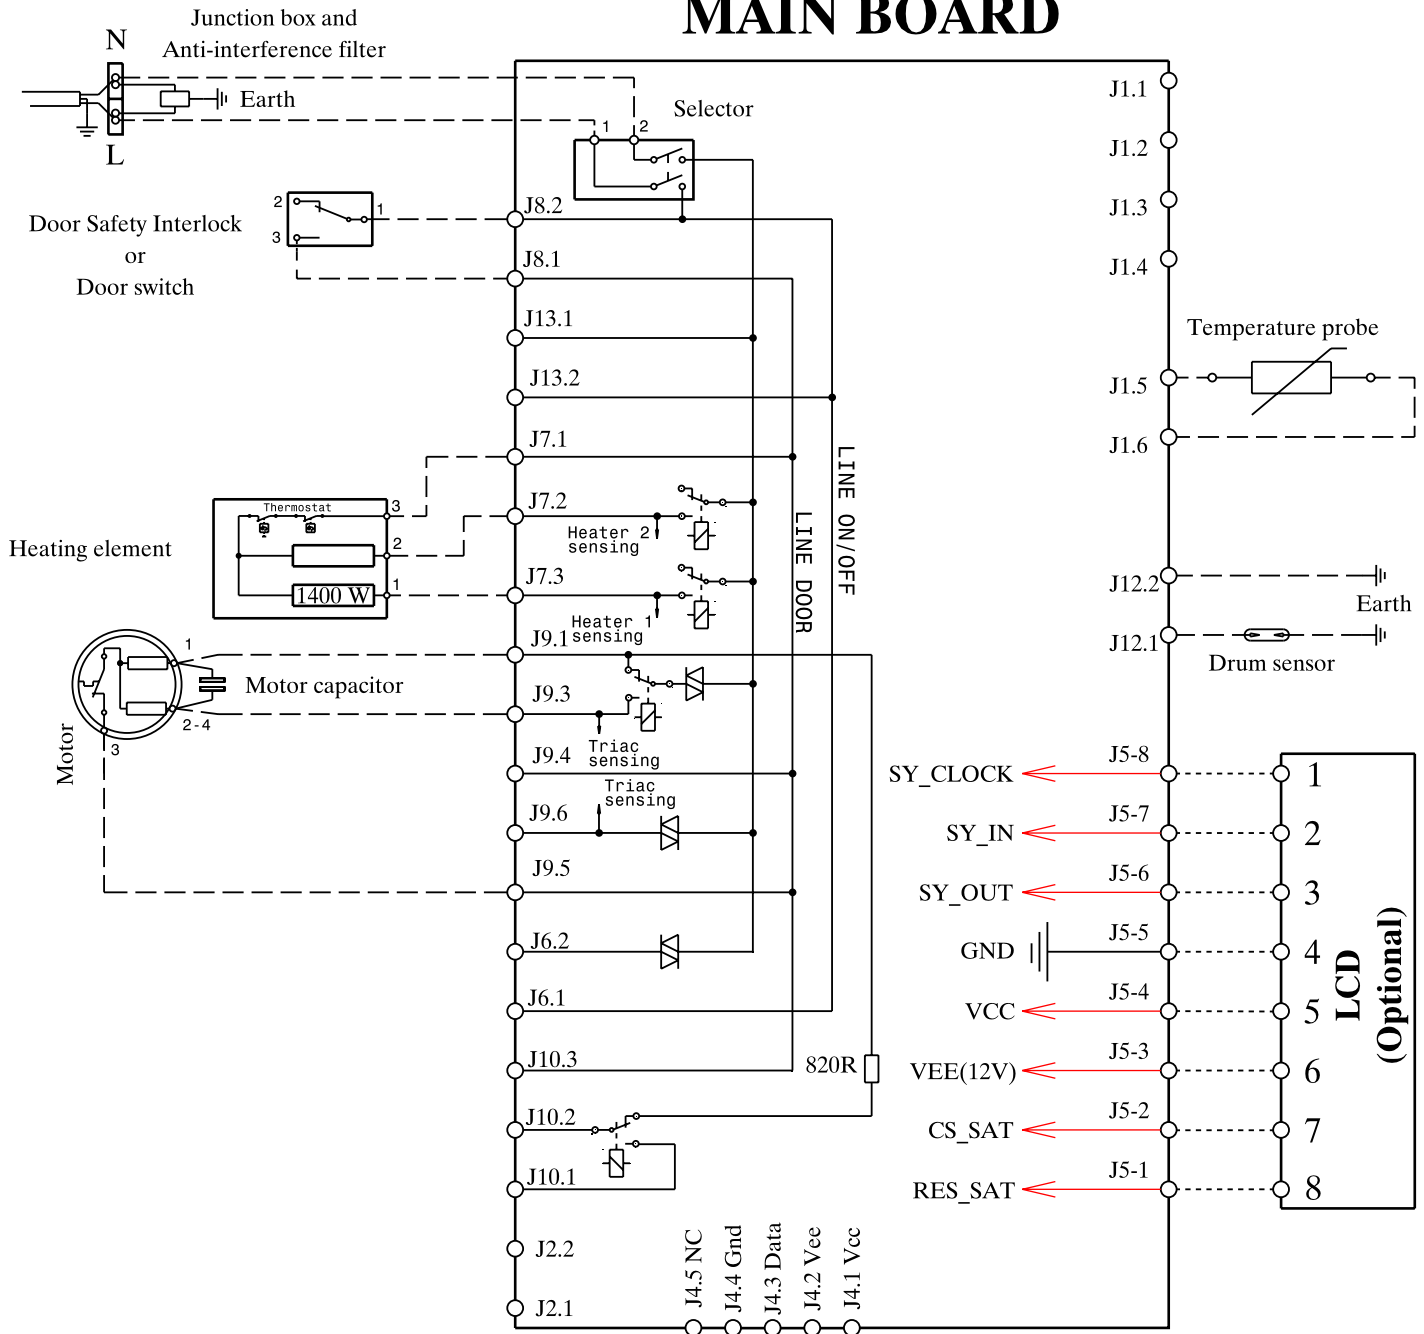 MAIN BOARD
Junction box and
Anti-interference filter
N
Earth
L
Selector
1
2
Door Safety Interlock
or
Door switch
2
1
3
J8.2
J8.1
J13.1
J13.2
J7.1
J7.2
J7.3
J9.1
J9.3
J9.4
J9.6
J9.5
J6.2
J6.1
J10.3
J10.2
J10.1
J2.2
J2.1
Heating element
Thermostat
3
2
1
1400 W
Heater 2
sensing
Heater 1
sensing
LINE ON/OFF
LINE DOOR
Motor
1
2-4
3
Motor capacitor
Triac
sensing
Triac
sensing
820R
J4.5 NC
J4.4 Gnd
J4.3 Data
J4.2 Vee
J4.1 Vcc
J1.1
J1.2
J1.3
J1.4
J1.5
J1.6
Temperature probe
J12.2
Earth
J12.1
Drum sensor
SY_CLOCK
J5-8
1
SY_IN
J5-7
2
SY_OUT
J5-6
3
GND
J5-5
4
VCC
J5-4
5
VEE(12V)
J5-3
6
CS_SAT
J5-2
7
RES_SAT
J5-1
8
LCD
(Optional)